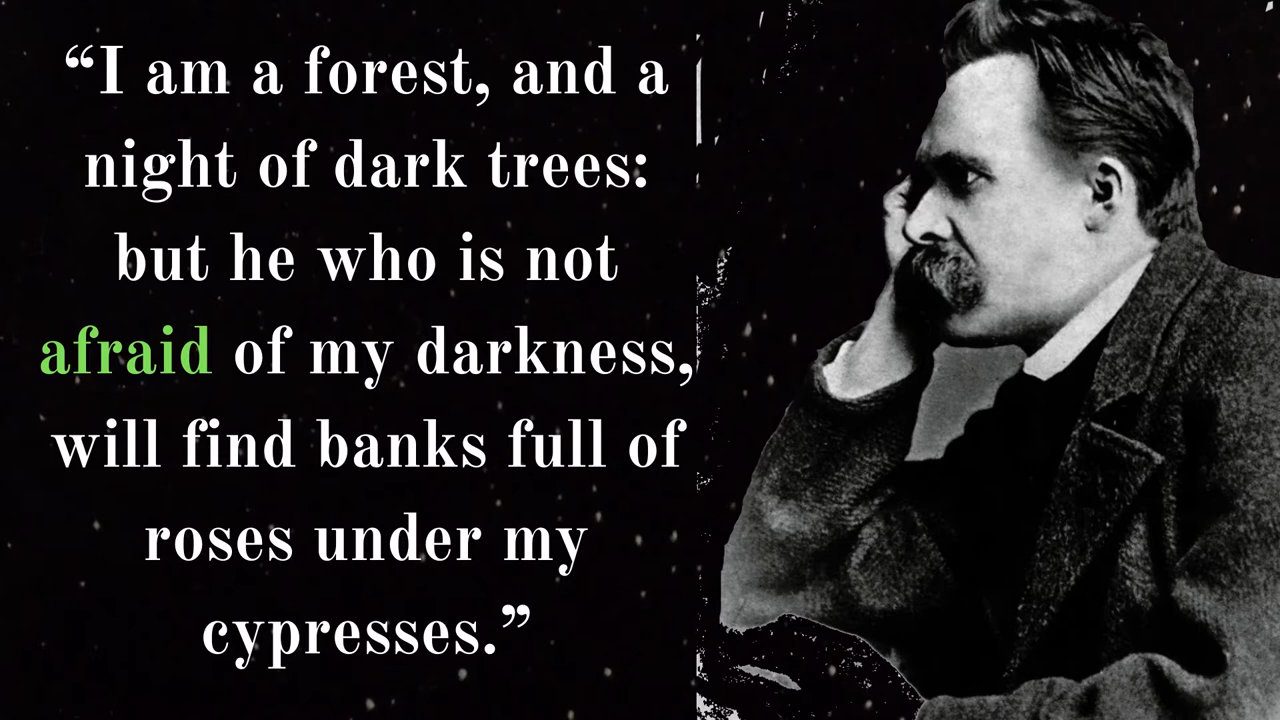 “I am a forest, and a
night of dark trees:
but he who is not
afraid of my darkness,
will find banks full of
roses under my
cypresses.”